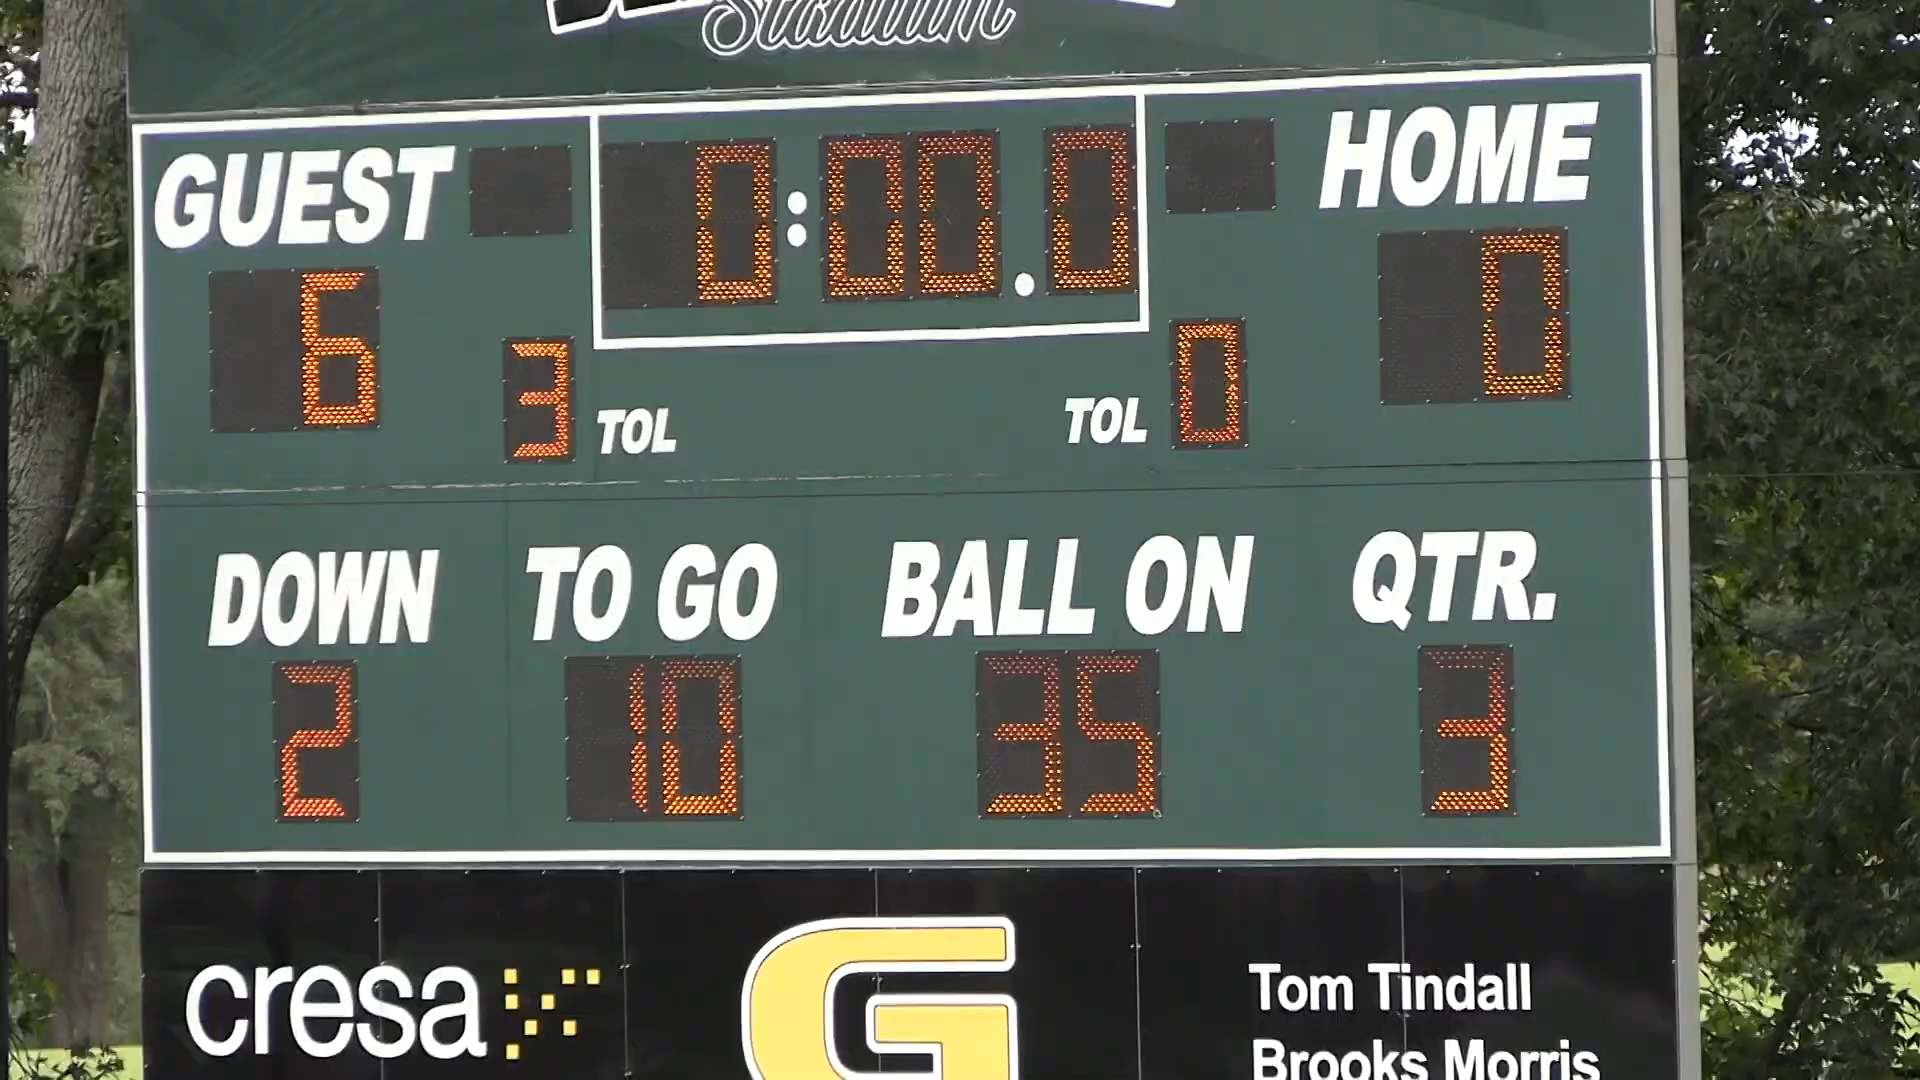 Stadium
GUEST 0:00.0 HOME
6 3 TOL TOL 0 0
DOWN TO GO BALL ON QTR.
2 10 35 3
cresa G Tom Tindall
Brooks Morris